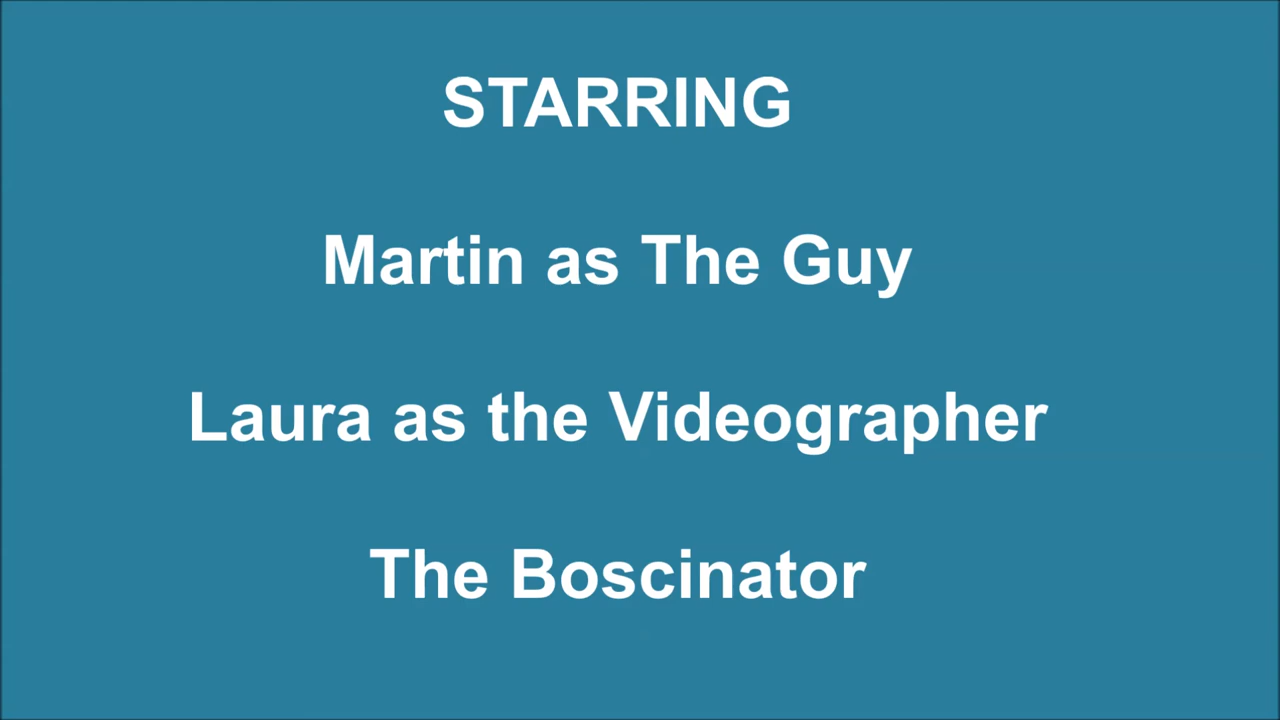 STARRING
Martin as The Guy
Laura as the Videographer
The Boscinator